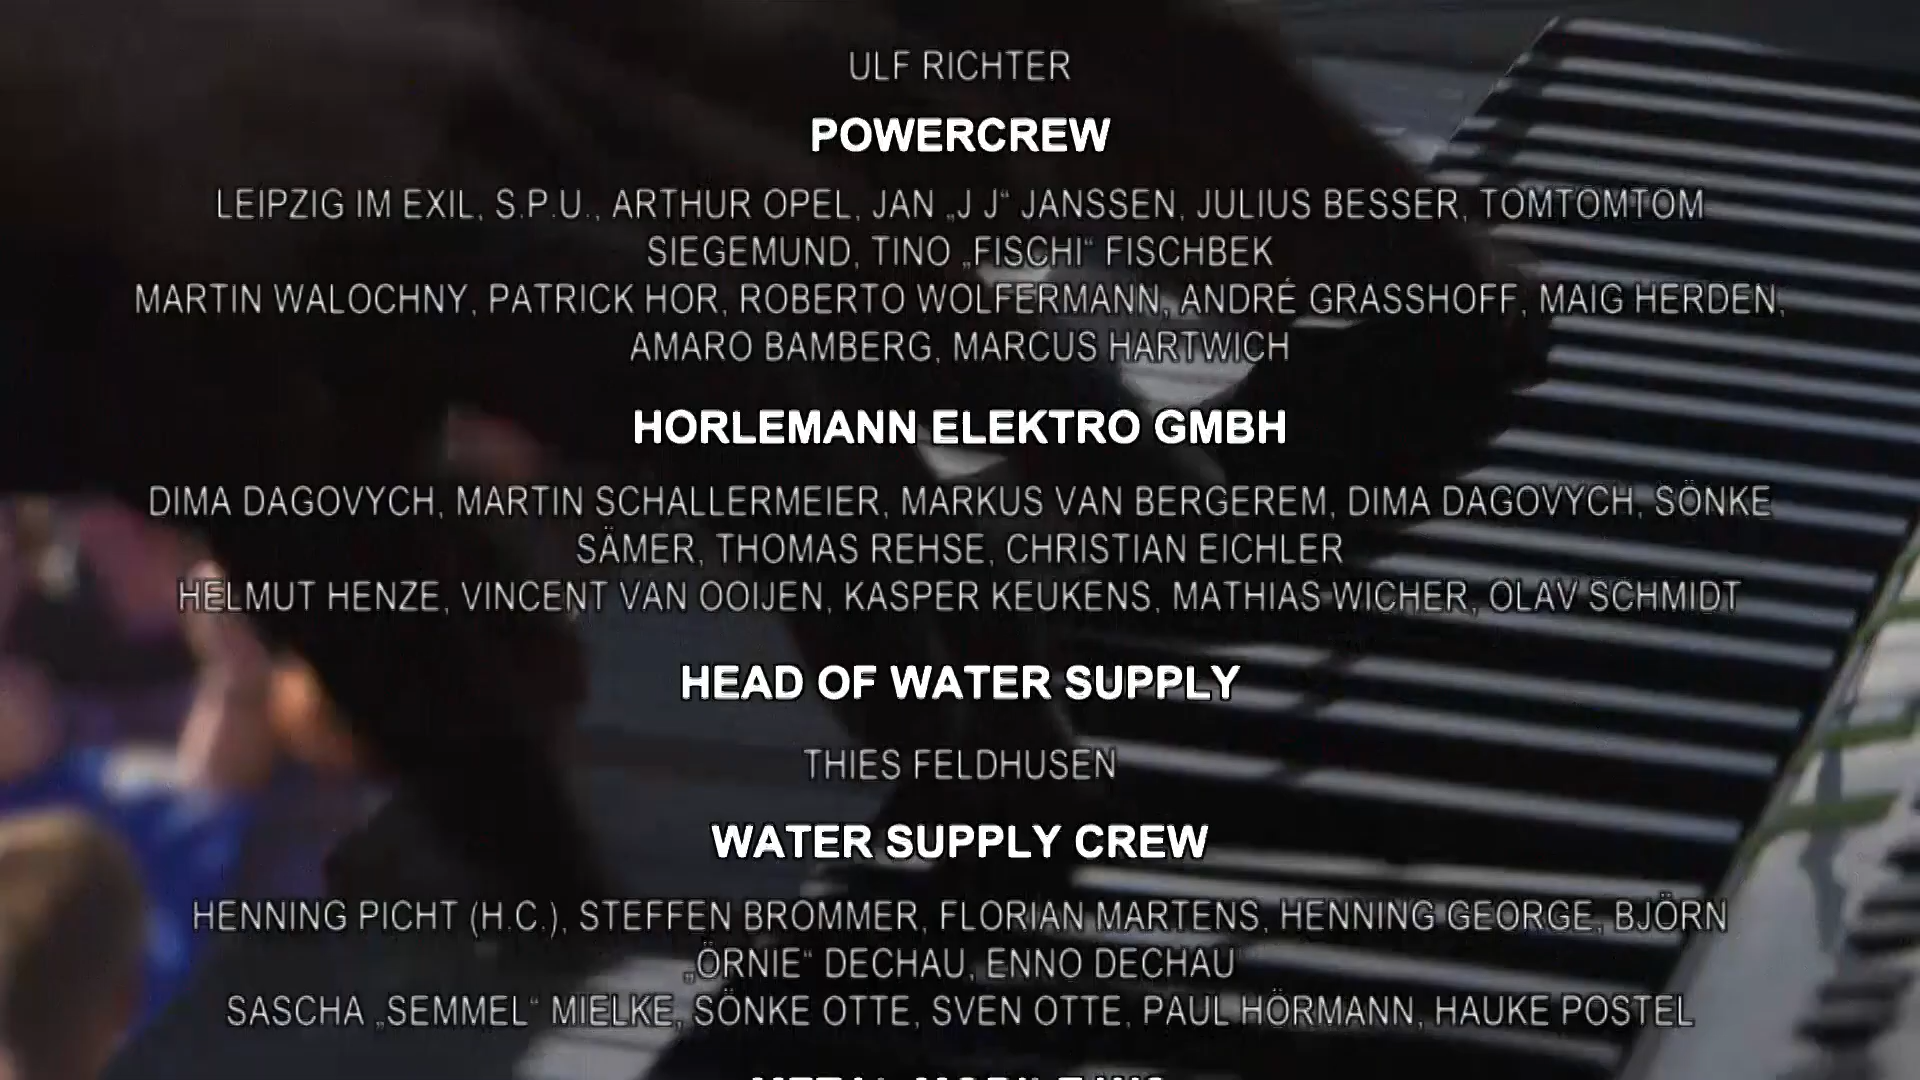 ULF RICHTER
POWERCREW
LEIPZIG IM EXIL, S.P.U., ARTHUR OPEL, JAN „J J“ JANSSEN, JULIUS BESSER, TOMTOMTOM
SIEGEMUND, TINO „FISCHI“ FISCHBEK
MARTIN WALOCHNY, PATRICK HOR, ROBERTO WOLFERMANN, ANDRÉ GRASSHOFF, MAIG HERDEN,
AMARO BAMBERG, MARCUS HARTWICH
HORLEMANN ELEKTRO GMBH
DIMA DAGOVYCH, MARTIN SCHALLERMEIER, MARKUS VAN BERGEREM, DIMA DAGOVYCH, SÖNKE
SÄMER, THOMAS REHSE, CHRISTIAN EICHLER
HELMUT HENZE, VINCENT VAN OOIJEN, KASPER KEUKENS, MATHIAS WICHER, OLAV SCHMIDT
HEAD OF WATER SUPPLY
THIES FELDHUSEN
WATER SUPPLY CREW
HENNING PICHT (H.C.), STEFFEN BROMMER, FLORIAN MARTENS, HENNING GEORGE, BJÖRN
„ÖRNIE“ DECHAU, ENNO DECHAU
SASCHA „SEMMEL“ MIELKE, SÖNKE OTTE, SVEN OTTE, PAUL HÖRMANN, HAUKE POSTEL